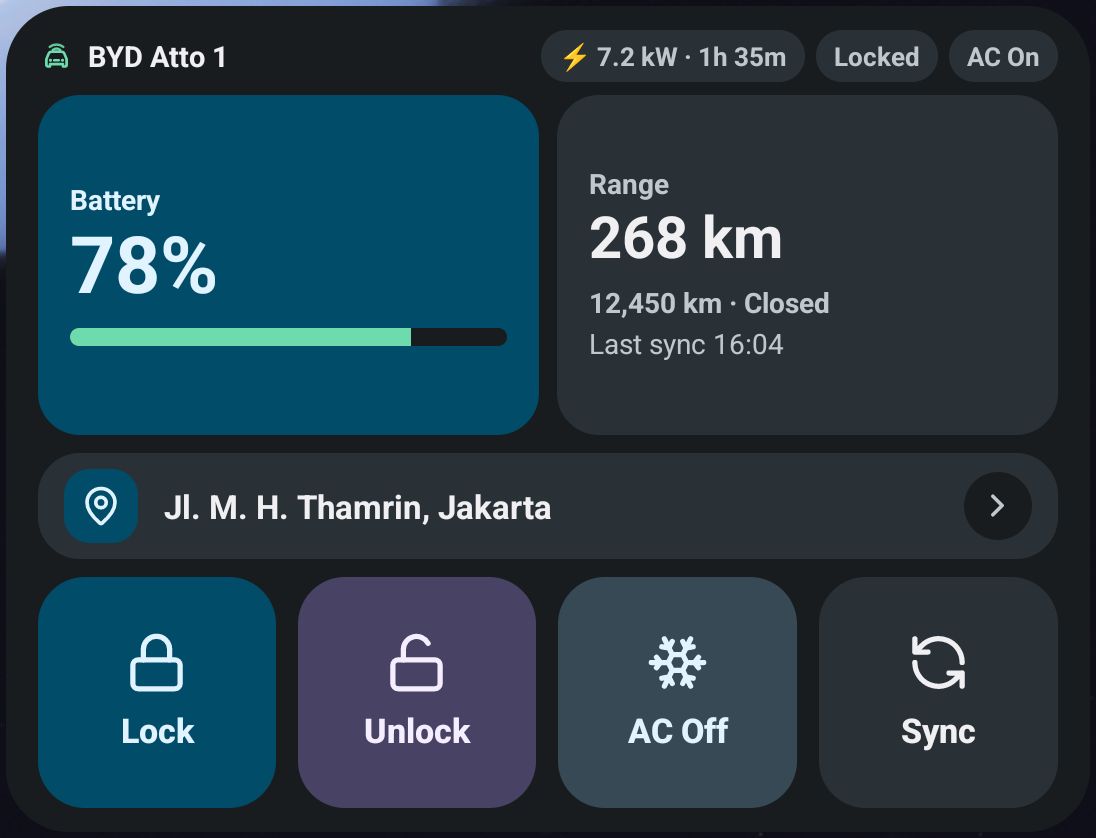 BYD Atto 1
⚡ 7.2 kW · 1h 35m
Locked
AC On
Battery
78%
Range
268 km
12,450 km · Closed
Last sync 16:04
Jl. M. H. Thamrin, Jakarta
Lock
Unlock
AC Off
Sync